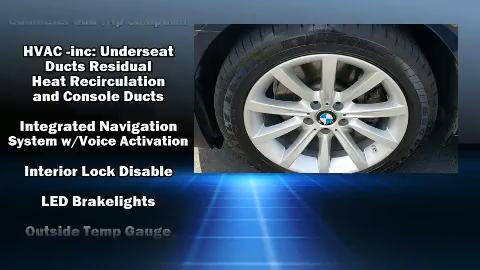 HVAC -inc: Underseat
Ducts Residual
Heat Recirculation
and Console Ducts
Integrated Navigation
System w/Voice Activation
Interior Lock Disable
LED Brakelights
Outside Temp Gauge